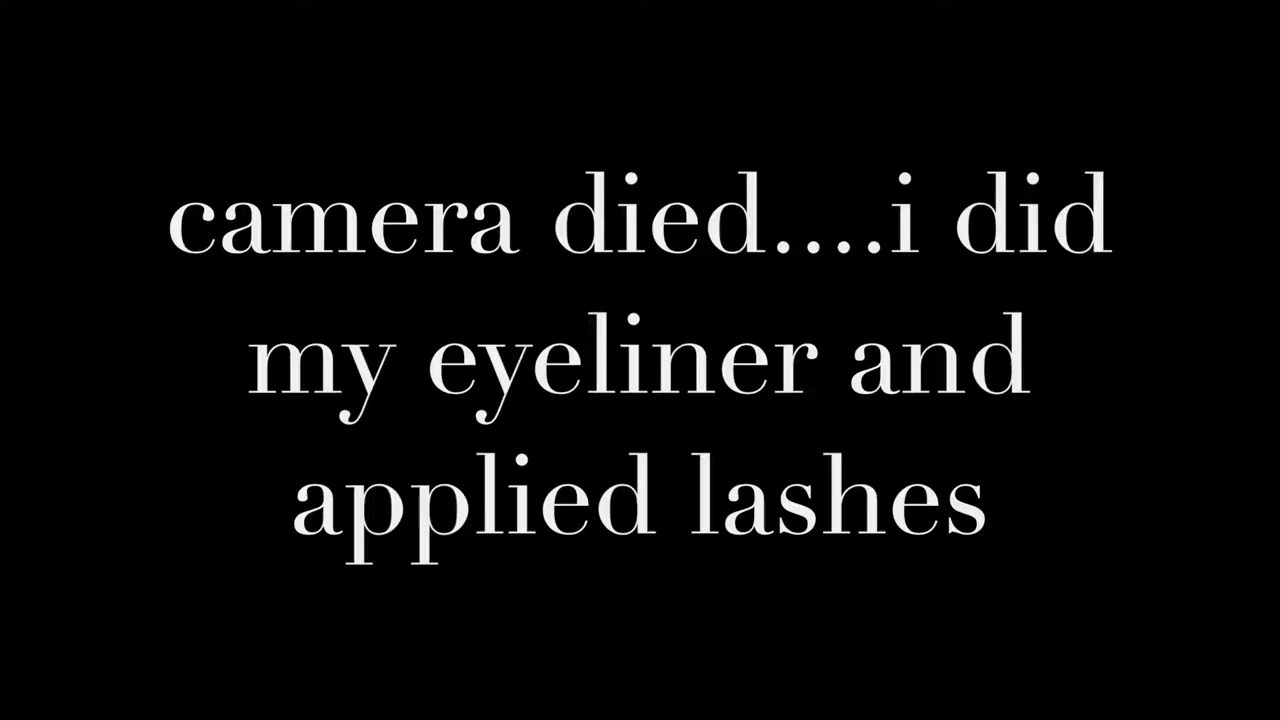 camera died....i did
my eyeliner and
applied lashes